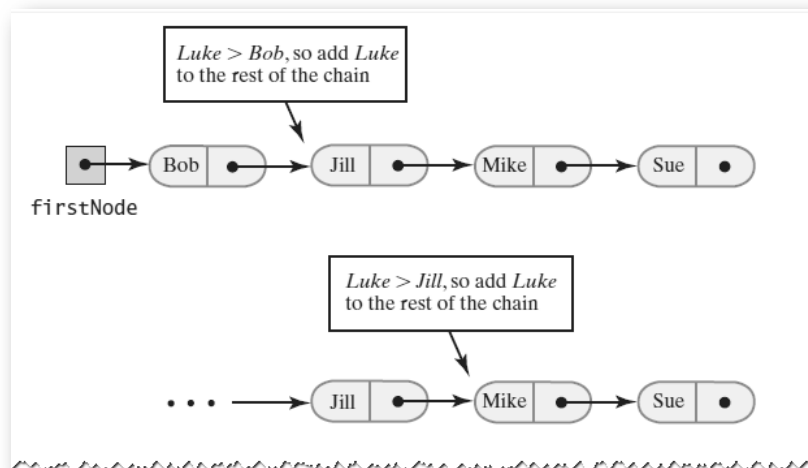 Luke > Bob, so add Luke
to the rest of the chain
Bob
Jill
Mike
Sue
firstNode
Luke > Jill, so add Luke
to the rest of the chain
. . .
Jill
Mike
Sue